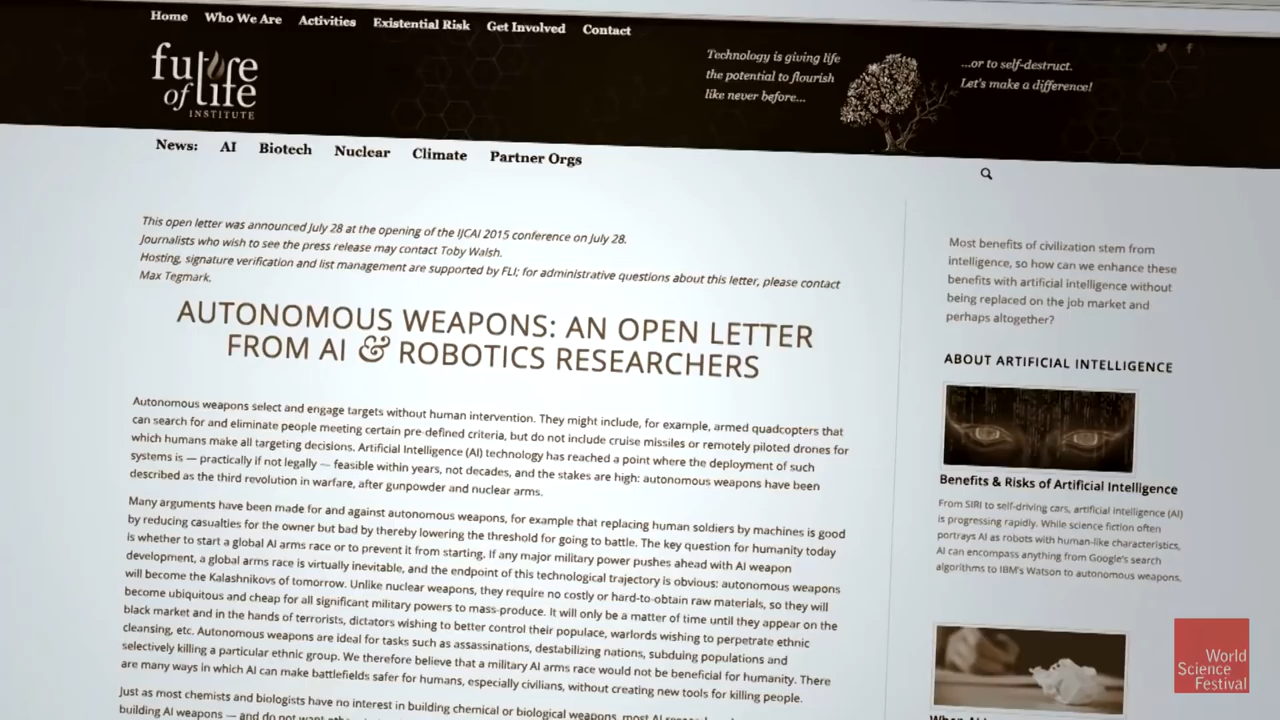 Home Who We Are Activities Existential Risk Get Involved Contact
future
of life
INSTITUTE
Technology is giving life
the potential to flourish
like never before...
...or to self-destruct.
Let's make a difference!
News: AI Biotech Nuclear Climate Partner Orgs
This open letter was announced July 28 at the opening of the IJCAI 2015 conference on July 28.
Journalists who wish to see the press release may contact Toby Walsh.
Hosting, signature verification and list management are supported by FLI; for administrative questions about this letter, please contact
Max Tegmark.
AUTONOMOUS WEAPONS: AN OPEN LETTER
FROM AI & ROBOTICS RESEARCHERS
Autonomous weapons select and engage targets without human intervention. They might include, for example, armed quadcopters that
can search for and eliminate people meeting certain pre-defined criteria, but do not include cruise missiles or remotely piloted drones for
which humans make all targeting decisions. Artificial Intelligence (AI) technology has reached a point where the deployment of such
systems is — practically if not legally — feasible within years, not decades, and the stakes are high: autonomous weapons have been
described as the third revolution in warfare, after gunpowder and nuclear arms.
Many arguments have been made for and against autonomous weapons, for example that replacing human soldiers by machines is good
by reducing casualties for the owner but bad by thereby lowering the threshold for going to battle. The key question for humanity today
is whether to start a global AI arms race or to prevent it from starting. If any major military power pushes ahead with AI weapon
development, a global arms race is virtually inevitable, and the endpoint of this technological trajectory is obvious: autonomous weapons
will become the Kalashnikovs of tomorrow. Unlike nuclear weapons, they require no costly or hard-to-obtain raw materials, so they will
become ubiquitous and cheap for all significant military powers to mass-produce. It will only be a matter of time until they appear on the
black market and in the hands of terrorists, dictators wishing to better control their populace, warlords wishing to perpetrate ethnic
cleansing, etc. Autonomous weapons are ideal for tasks such as assassinations, destabilizing nations, subduing populations and
selectively killing a particular ethnic group. We therefore believe that a military AI arms race would not be beneficial for humanity. There
are many ways in which AI can make battlefields safer for humans, especially civilians, without creating new tools for killing people.
Just as most chemists and biologists have no interest in building chemical or biological weapons, most AI
building AI weapons — and do not want
Most benefits of civilization stem from
intelligence, so how can we enhance these
benefits with artificial intelligence without
being replaced on the job market and
perhaps altogether?
ABOUT ARTIFICIAL INTELLIGENCE
Benefits & Risks of Artificial Intelligence
From SIRI to self-driving cars, artificial intelligence (AI)
is progressing rapidly. While science fiction often
portrays AI as robots with human-like characteristics,
AI can encompass anything from Google's search
algorithms to IBM's Watson to autonomous weapons.
World
Science
Festival